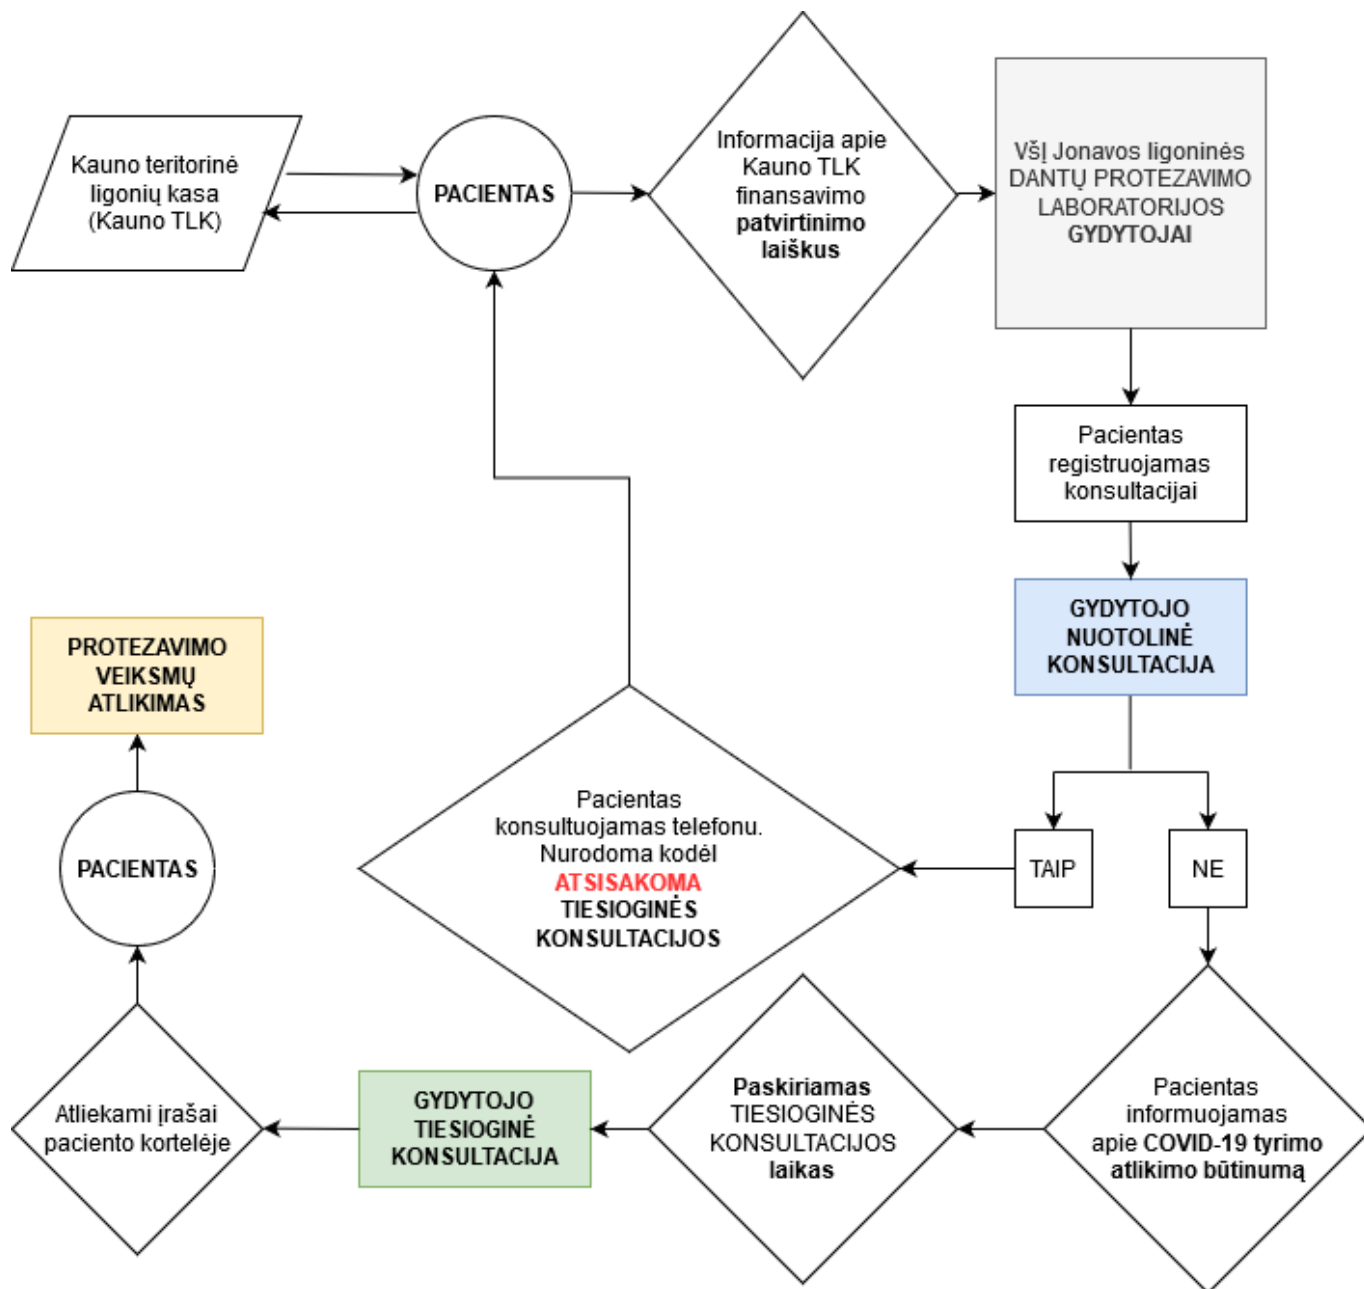 Kauno teritorinė
ligonių kasa
(Kauno TLK)
PACIENTAS
Informacija apie
Kauno TLK
finansavimo
patvirtinimo
laiškus
VšĮ Jonavos ligoninės
DANTŲ PROTEZAVIMO
LABORATORIJOS
GYDYTOJAI
Pacientas
registruojamas
konsultacijai
GYDYTOJO
NUOTOLINĖ
KONSULTACIJA
TAIP
NE
Pacientas
konsultuojamas telefonu.
Nurodoma kodėl
ATSISAKOMA
TIESIOGINĖS
KONSULTACIJOS
Pacientas
informuojamas
apie COVID-19 tyrimo
atlikimo būtinumą
Paskiriamas
TIESIOGINĖS
KONSULTACIJOS
laikas
GYDYTOJO
TIESIOGINĖ
KONSULTACIJA
Atliekami įrašai
paciento kortelėje
PACIENTAS
PROTEZAVIMO
VEIKSMŲ
ATLIKIMAS